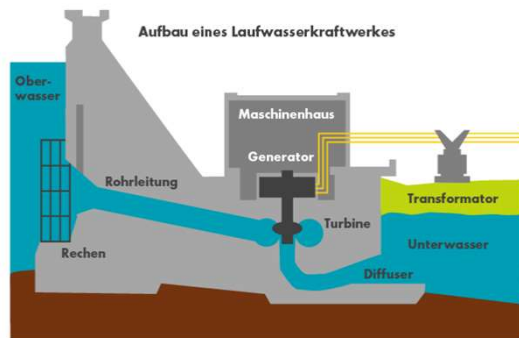 Aufbau eines Laufwasserkraftwerkes
Ober-
wasser
Maschinenhaus
Generator
Rohrleitung
Transformator
Turbine
Unterwasser
Rechen
Diffuser